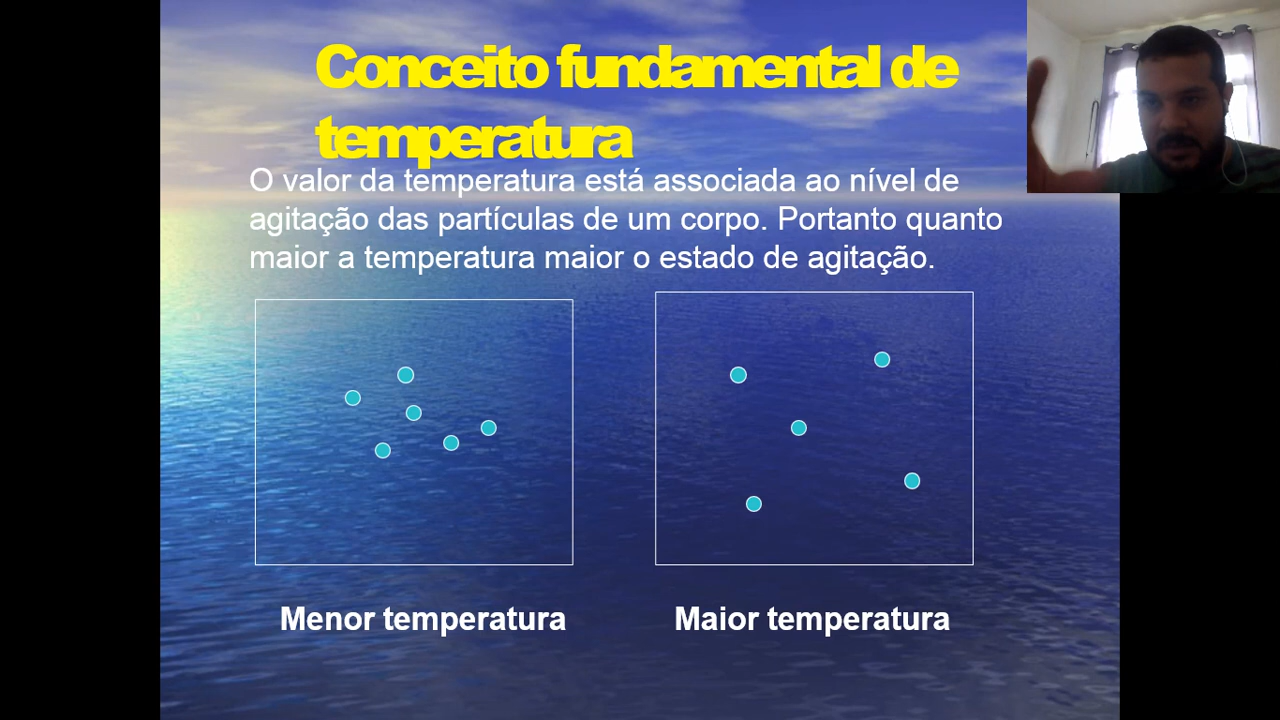 Conceito fundamental de
temperatura
O valor da temperatura está associada ao nível de
agitação das partículas de um corpo. Portanto quanto
maior a temperatura maior o estado de agitação.
Menor temperatura
Maior temperatura